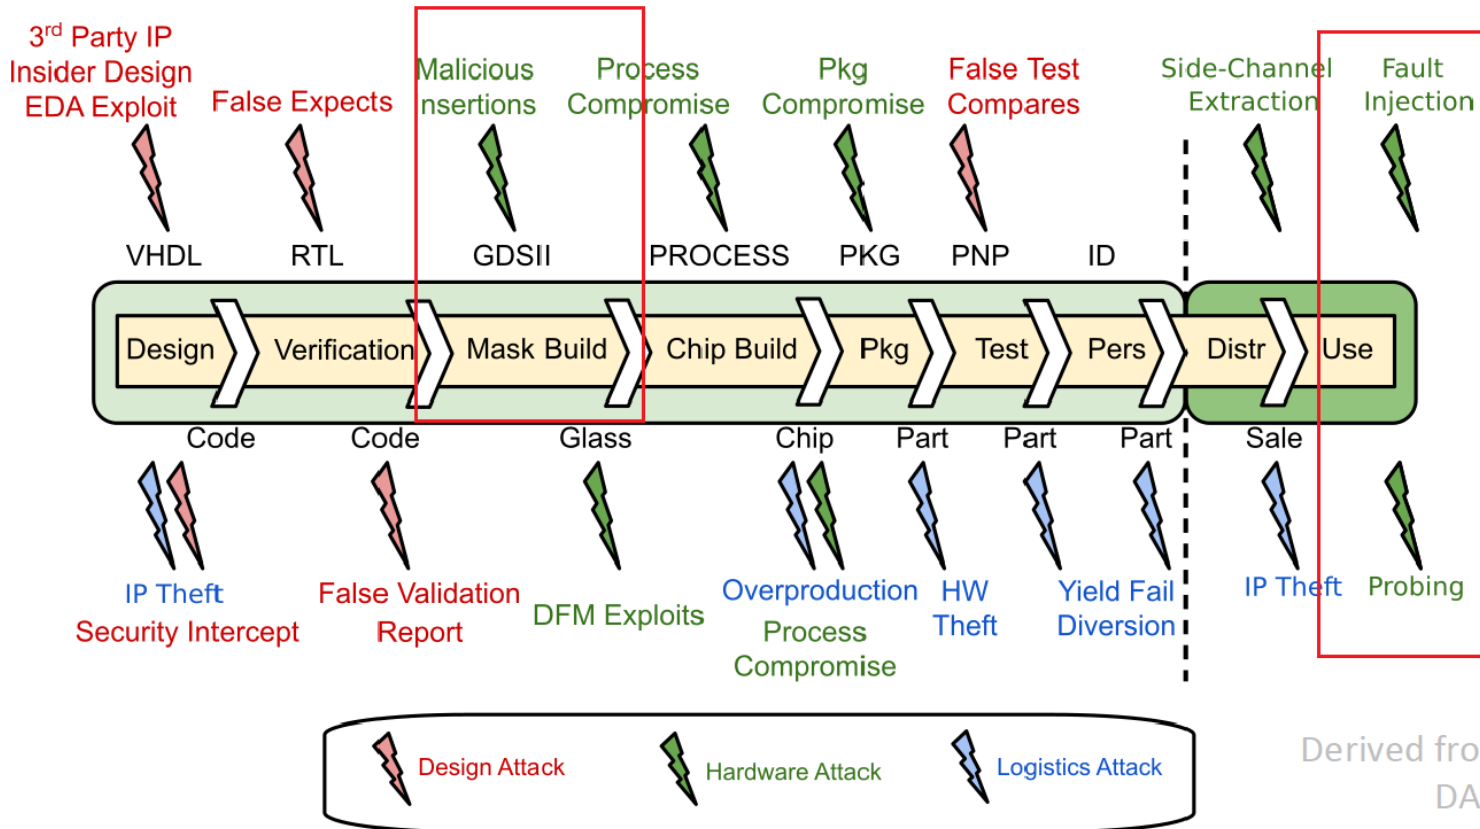 3rd Party IP
Insider Design
EDA Exploit
False Expects
Malicious
nsertions
Process
Compromise
Pkg
Compromise
False Test
Compares
Side-Channel
Extraction
Fault
Injection
VHDL
RTL
GDSII
PROCESS
PKG
PNP
ID
Design
Verification
Mask Build
Chip Build
Pkg
Test
Pers
Distr
Use
Code
Code
Glass
Chip
Part
Part
Part
Sale
IP Theft
Security Intercept
False Validation
Report
DFM Exploits
Overproduction
Process
Compromise
HW
Theft
Yield Fail
Diversion
IP Theft
Probing
Design Attack
Hardware Attack
Logistics Attack
Derived fro
DA